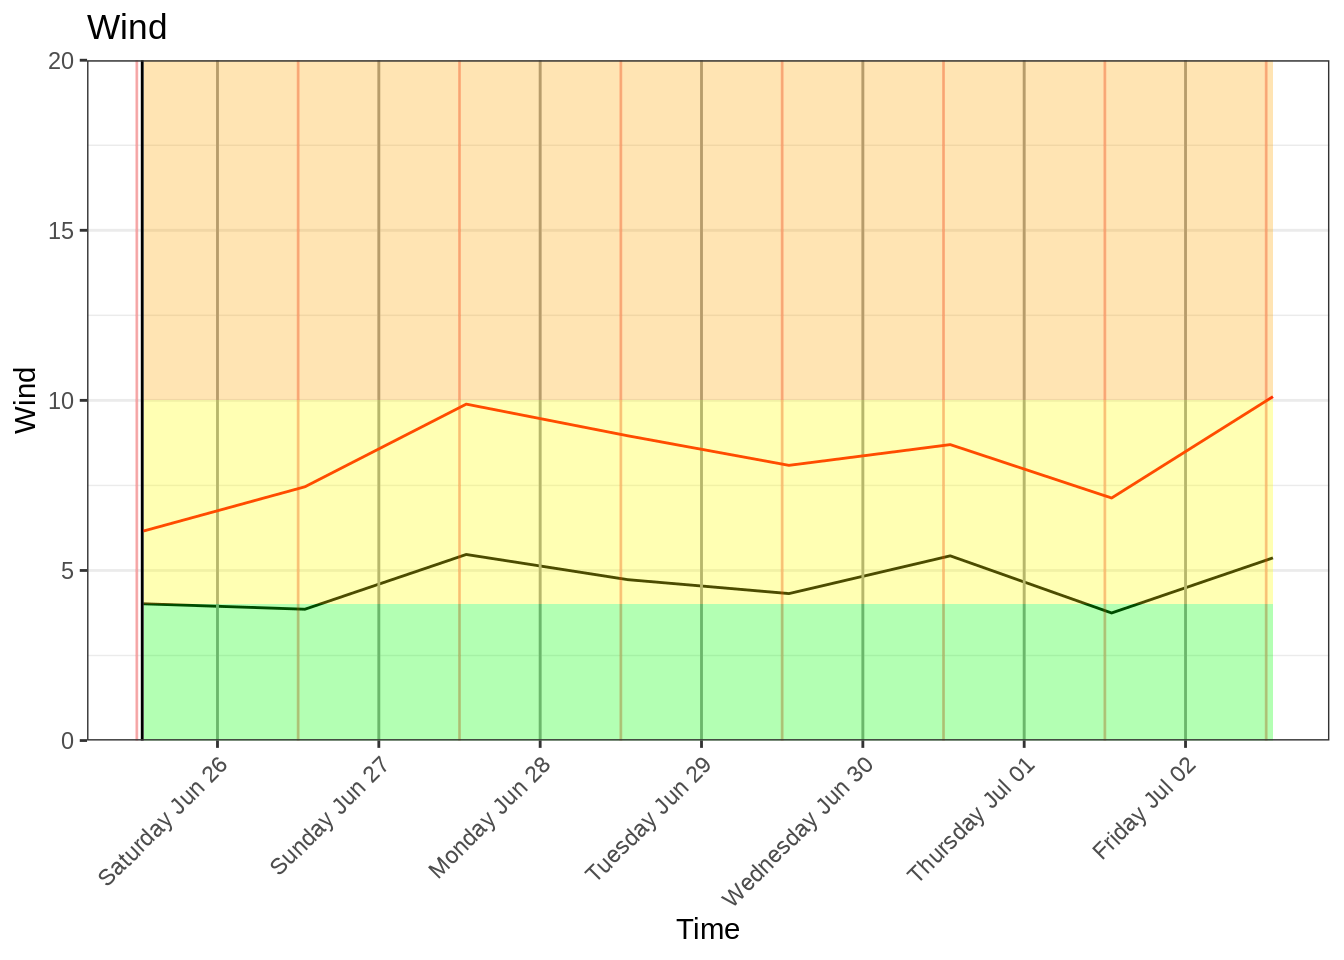 Wind
20
15
10
5
0
Wind
Saturday Jun 26
Sunday Jun 27
Monday Jun 28
Tuesday Jun 29
Wednesday Jun 30
Thursday Jul 01
Friday Jul 02
Time